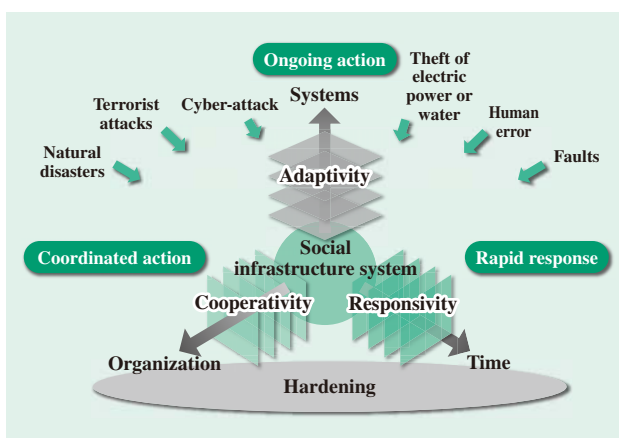 Ongoing action
Systems
Theft of
electric
power or
water
Cyber-attack
Terrorist
attacks
Human
error
Natural
disasters
Faults
Adaptivity
Coordinated action
Social
infrastructure system
Rapid response
Cooperativity
Responsivity
Organization
Time
Hardening